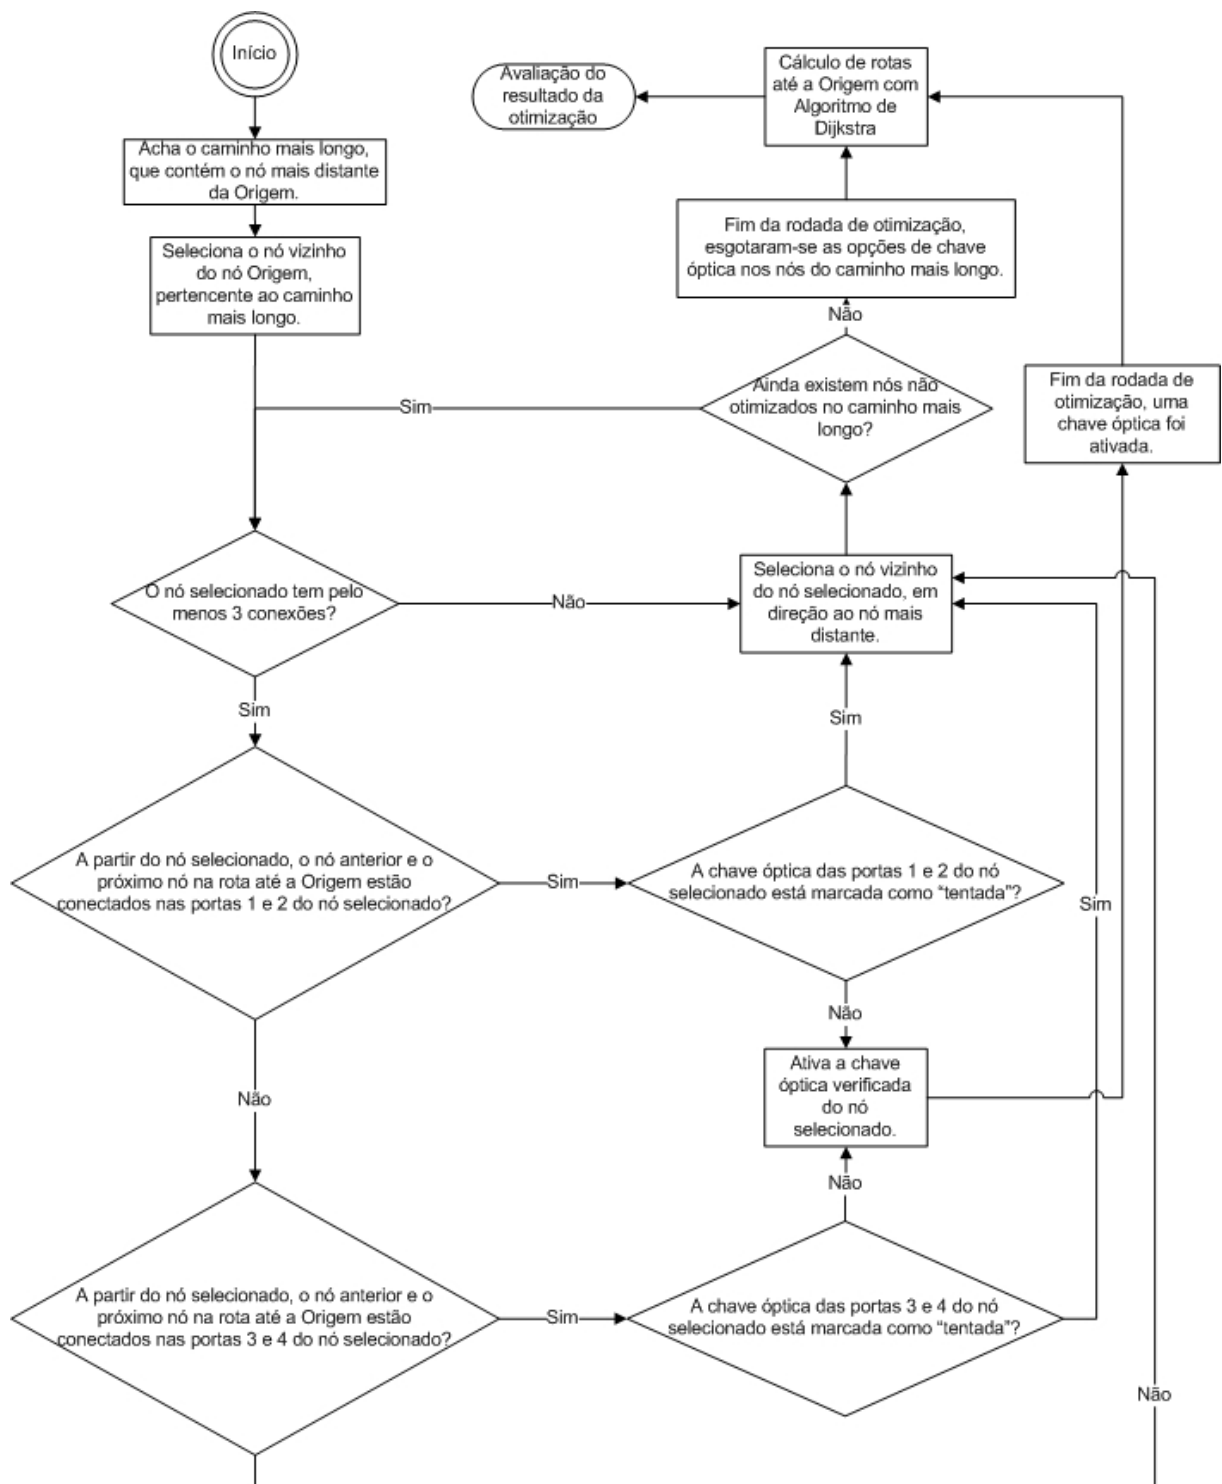 Início
Acha o caminho mais longo,
que contém o nó mais distante
da Origem.
Seleciona o nó vizinho
do nó Origem,
pertencente ao caminho
mais longo.
Avaliação do
resultado da
otimização
Cálculo de rotas
até a Origem com
Algoritmo de
Dijkstra
Fim da rodada de otimização,
esgotaram-se as opções de chave
óptica nos nós do caminho mais longo.
Não
Ainda existem nós não
otimizados no caminho mais
longo?
Sim
Fim da rodada de
otimização, uma
chave óptica foi
ativada.
O nó selecionado tem pelo
menos 3 conexões?
Não
Seleciona o nó vizinho
do nó selecionado, em
direção ao nó mais
distante.
Sim
Sim
A partir do nó selecionado, o nó anterior e o
próximo nó na rota até a Origem estão
conectados nas portas 1 e 2 do nó selecionado?
Sim
A chave óptica das portas 1 e 2 do nó
selecionado está marcada como “tentada”?
Sim
Não
Não
Ativa a chave
óptica verificada
do nó
selecionado.
Não
A partir do nó selecionado, o nó anterior e o
próximo nó na rota até a Origem estão
conectados nas portas 3 e 4 do nó selecionado?
Sim
A chave óptica das portas 3 e 4 do nó
selecionado está marcada como “tentada”?
Não